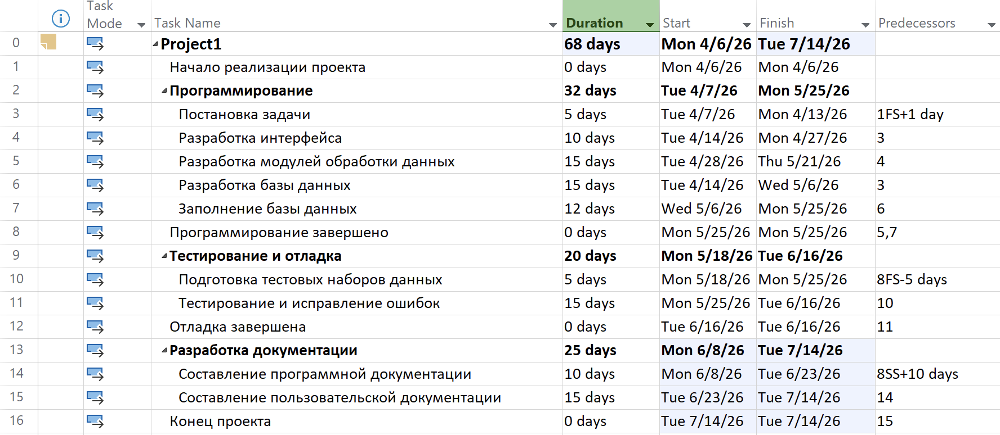 Task Mode Task Name Duration Start Finish Predecessors
0 Project1 68 days Mon 4/6/26 Tue 7/14/26
1 Начало реализации проекта 0 days Mon 4/6/26 Mon 4/6/26
2 Программирование 32 days Tue 4/7/26 Mon 5/25/26
3 Постановка задачи 5 days Tue 4/7/26 Mon 4/13/26 1FS+1 day
4 Разработка интерфейса 10 days Tue 4/14/26 Mon 4/27/26 3
5 Разработка модулей обработки данных 15 days Tue 4/28/26 Thu 5/21/26 4
6 Разработка базы данных 15 days Tue 4/14/26 Wed 5/6/26 3
7 Заполнение базы данных 12 days Wed 5/6/26 Mon 5/25/26 6
8 Программирование завершено 0 days Mon 5/25/26 Mon 5/25/26 5,7
9 Тестирование и отладка 20 days Mon 5/18/26 Tue 6/16/26
10 Подготовка тестовых наборов данных 5 days Mon 5/18/26 Mon 5/25/26 8FS-5 days
11 Тестирование и исправление ошибок 15 days Mon 5/25/26 Tue 6/16/26 10
12 Отладка завершена 0 days Tue 6/16/26 Tue 6/16/26 11
13 Разработка документации 25 days Mon 6/8/26 Tue 7/14/26
14 Составление программной документации 10 days Mon 6/8/26 Tue 6/23/26 8SS+10 days
15 Составление пользовательской документации 15 days Tue 6/23/26 Tue 7/14/26 14
16 Конец проекта 0 days Tue 7/14/26 Tue 7/14/26 15